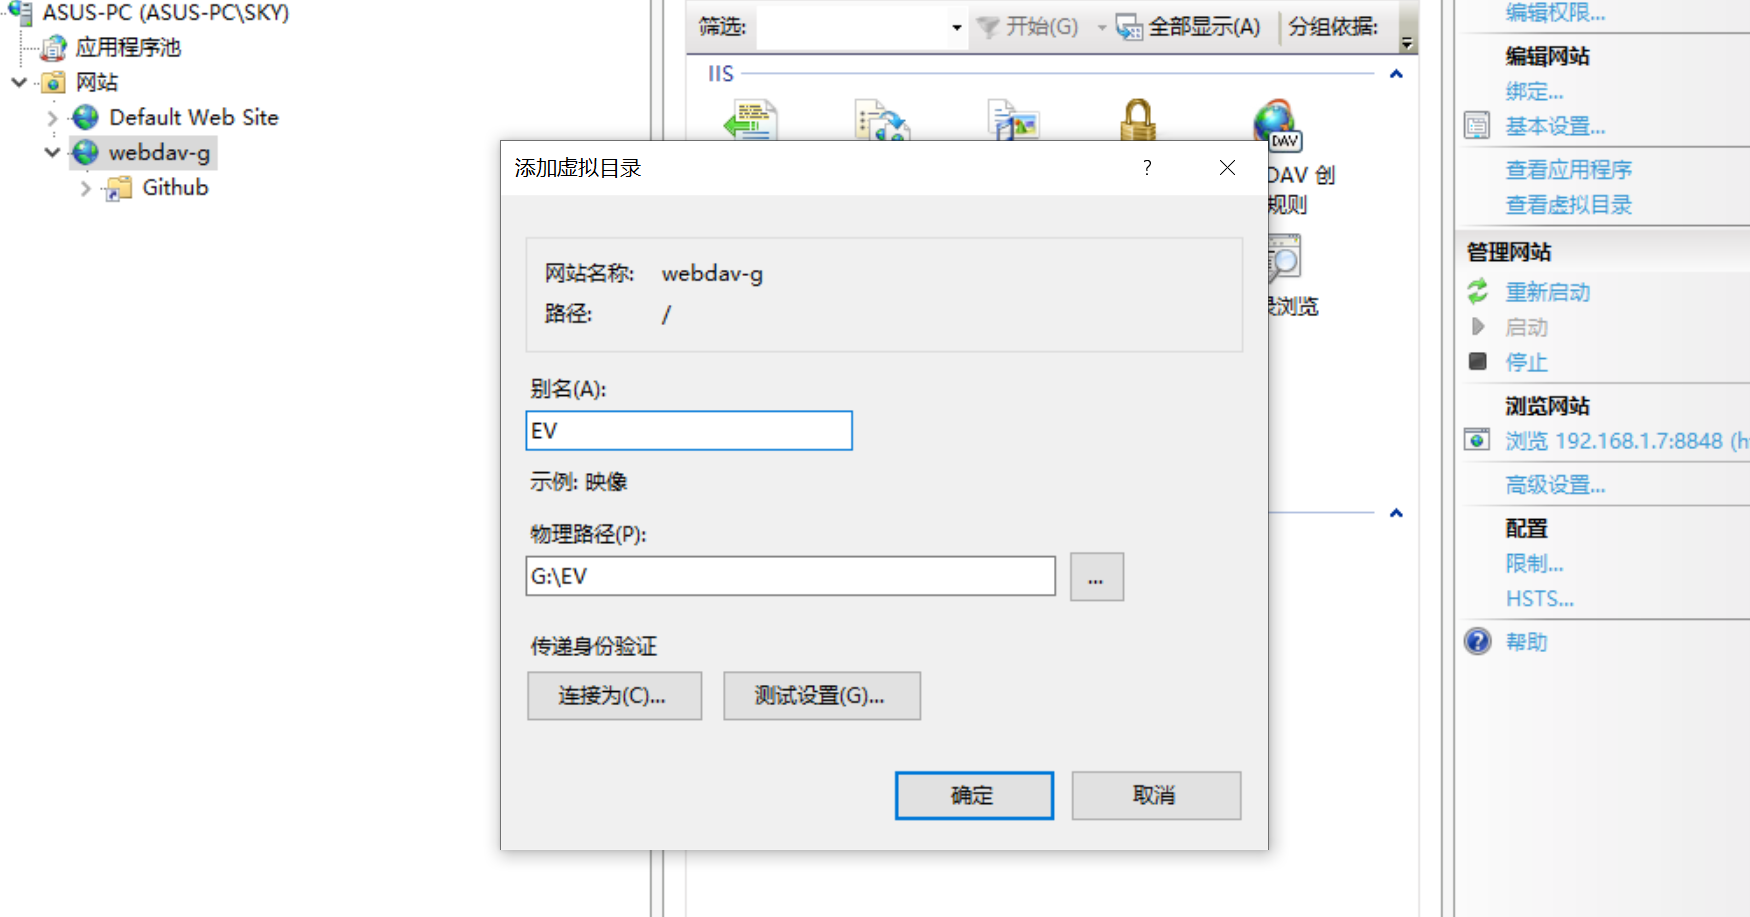 ASUS-PC (ASUS-PC\SKY)
应用程序池
网站
Default Web Site
webdav-g
Github
筛选:
开始(G)
全部显示(A)
分组依据:
IIS
DAV
DAV 创
规则
浏览
添加虚拟目录
?
网站名称: webdav-g
路径: /
别名(A):
EV
示例: 映像
物理路径(P):
G:\EV
...
传递身份验证
连接为(C)...
测试设置(G)...
确定
取消
编辑权限...
编辑网站
绑定...
基本设置...
查看应用程序
查看虚拟目录
管理网站
重新启动
启动
停止
浏览网站
浏览 192.168.1.7:8848 (h
高级设置...
配置
限制...
HSTS...
帮助